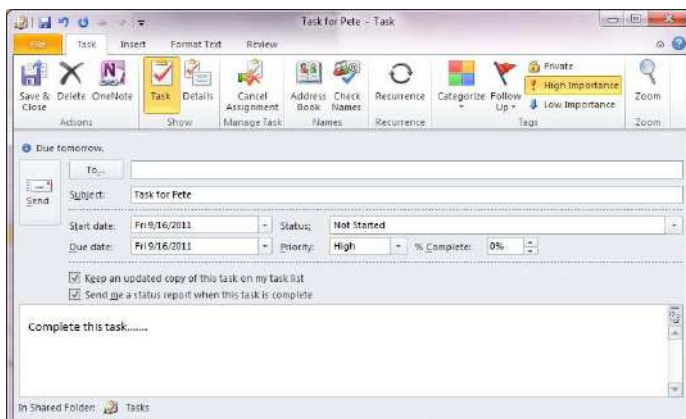 Task for Pete - Task
File Task Insert Format Text Review
Save & Close Delete OneNote Task Details Cancel Assignment Address Book Check Names Recurrence Categorize Follow Up Private High Importance Low Importance Zoom
Actions Show Manage Task Names Recurrence Tags Zoom
Due tomorrow.
To...
Send
Subject: Task for Pete
Start date: Fri 9/16/2011 Status: Not Started
Due date: Fri 9/16/2011 Priority: High % Complete: 0%
Keep an updated copy of this task on my task list
Send me a status report when this task is complete
Complete this task.......
In Shared Folder: Tasks